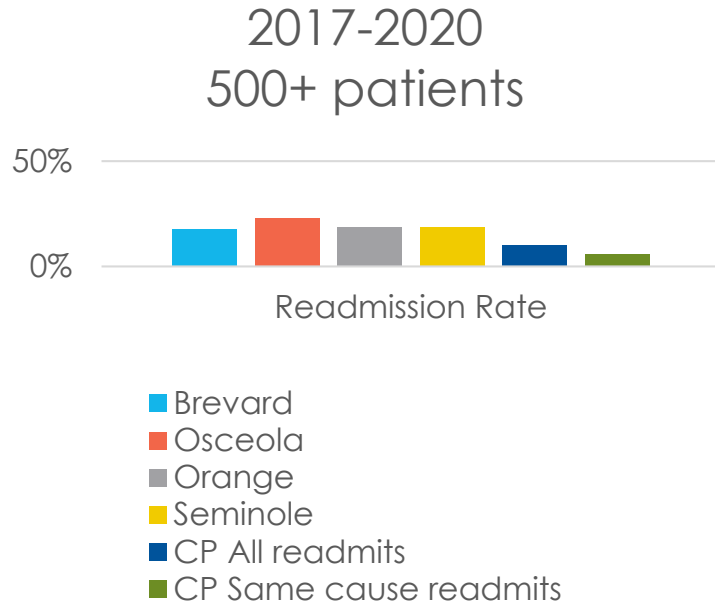 2017-2020
500+ patients
50%
0%
Readmission Rate
Brevard
Osceola
Orange
Seminole
CP All readmits
CP Same cause readmits